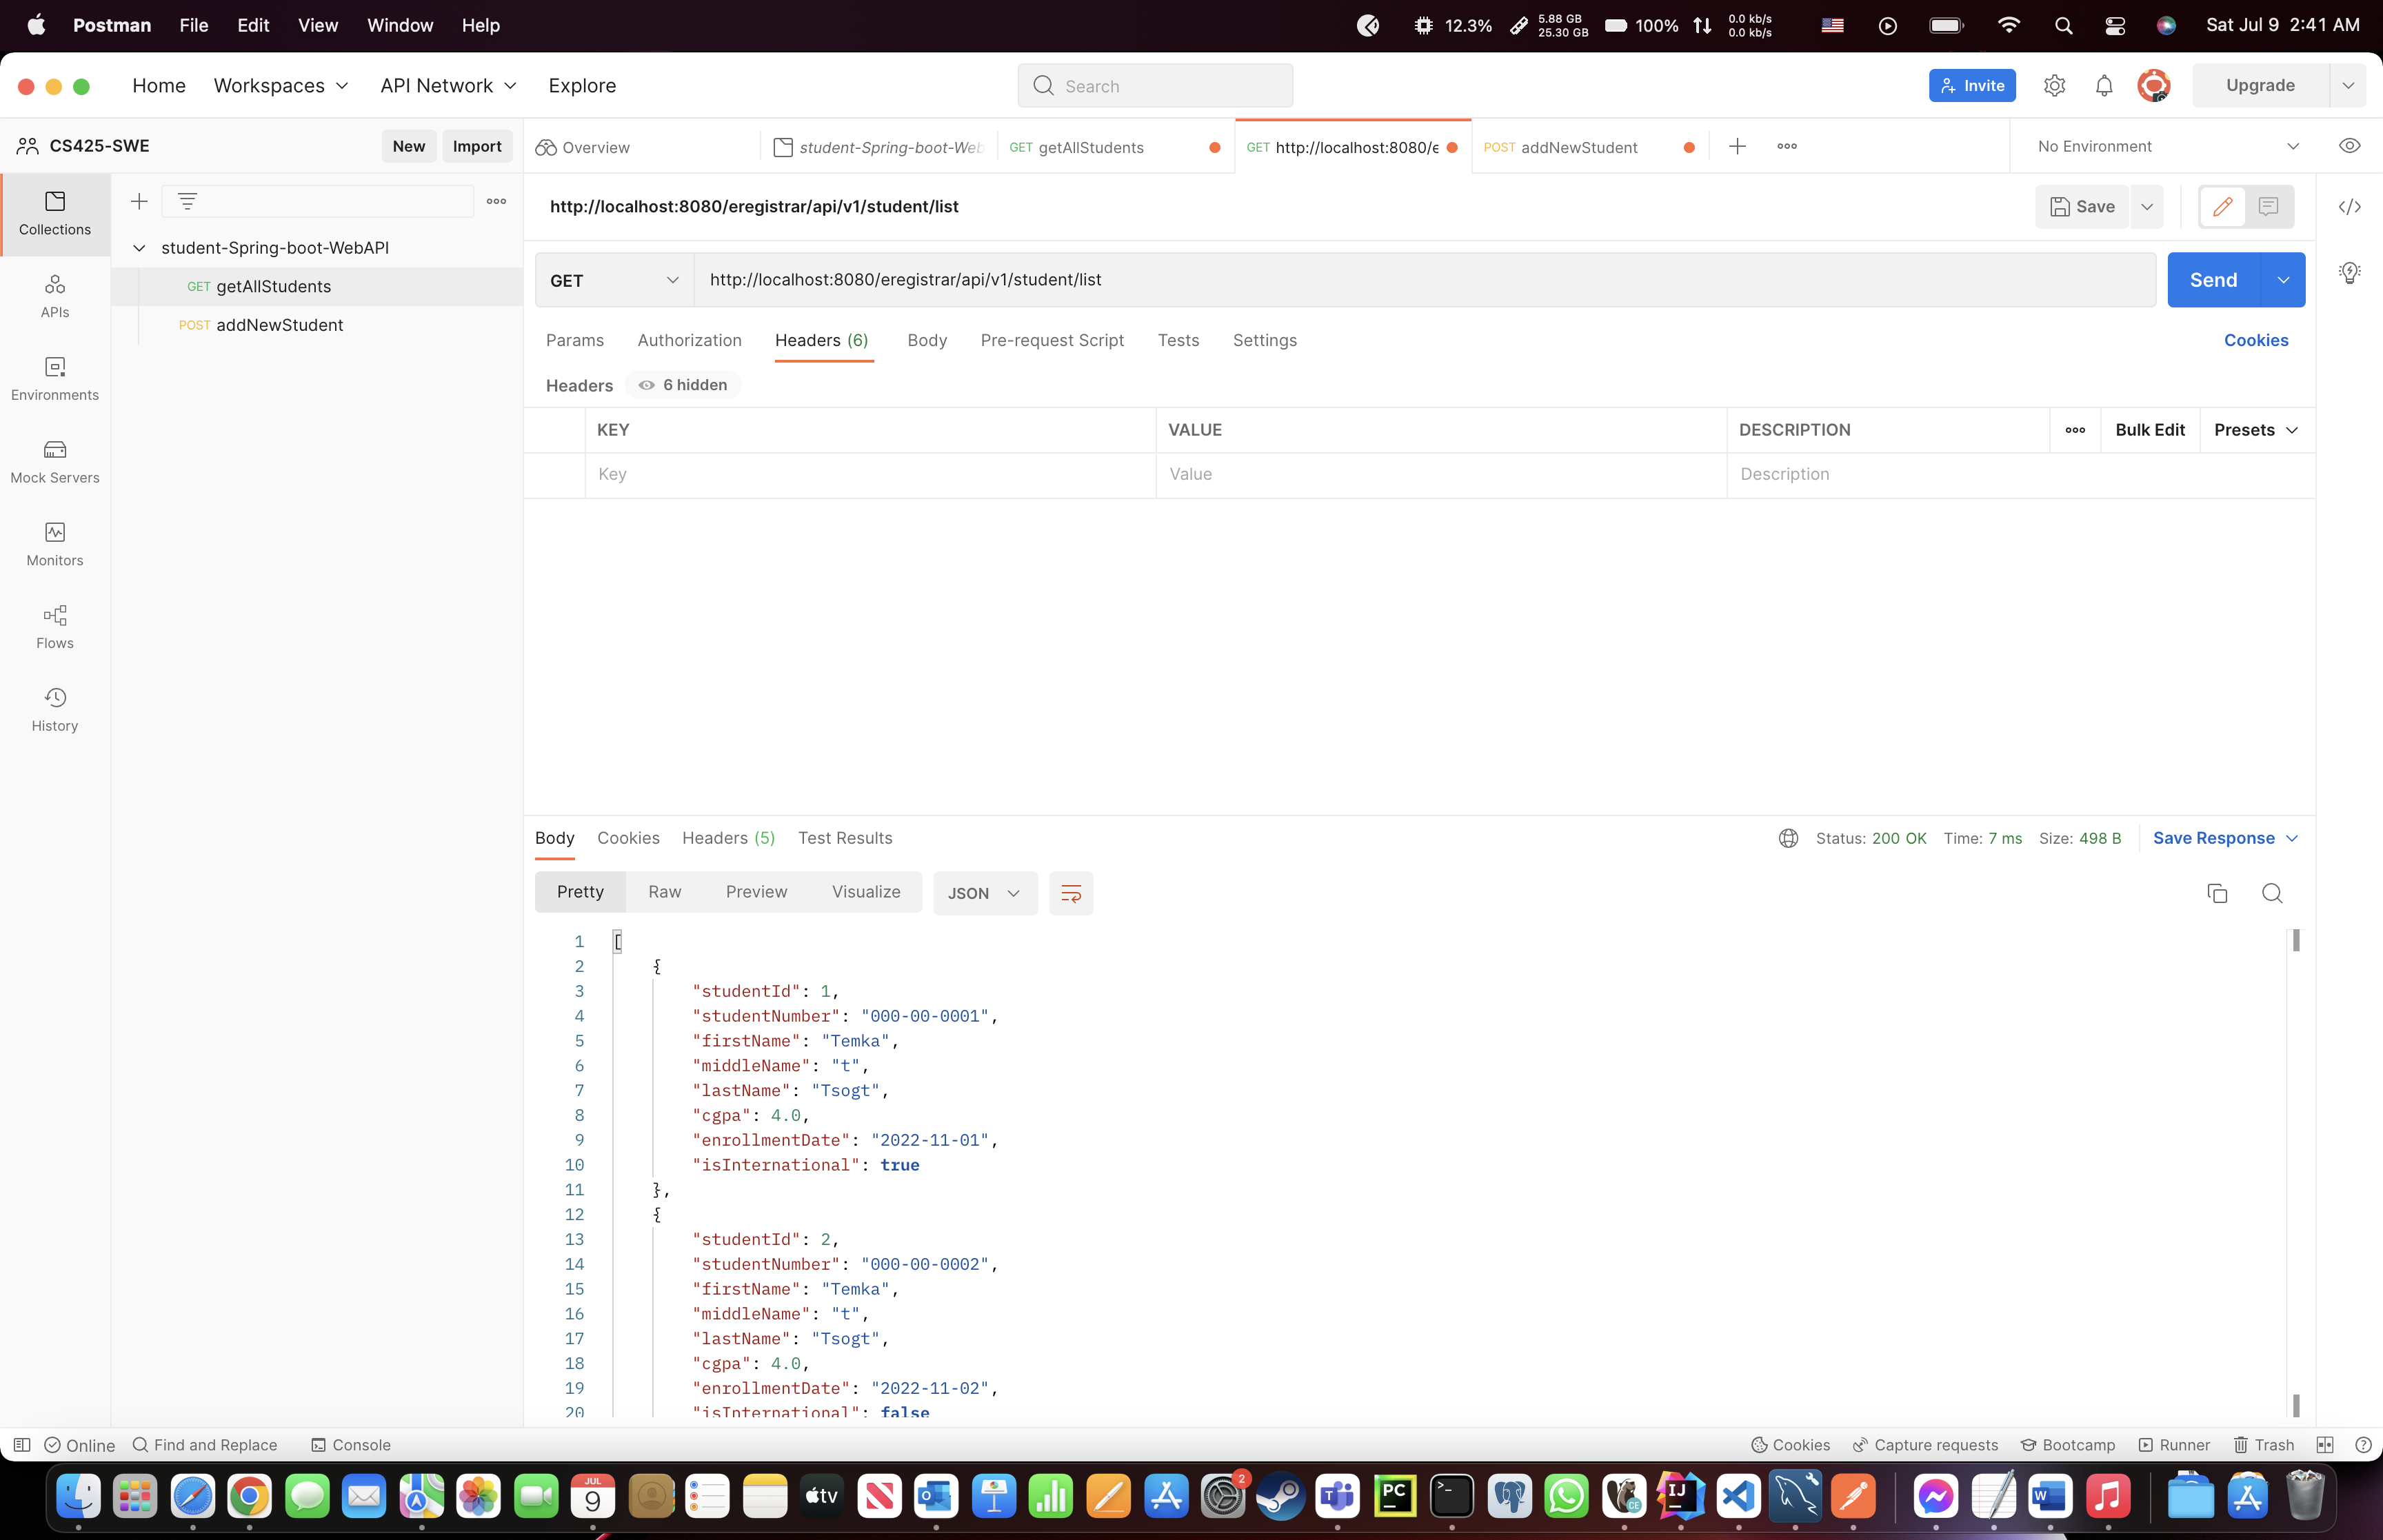 Postman File Edit View Window Help 12.3% 5.88 GB 25.30 GB 100% 0.0 kb/s 0.0 kb/s Sat Jul 9 2:41 AM
Home Workspaces API Network Explore Search Invite Upgrade
CS425-SWE New Import Overview student-Spring-boot-Web GET getAllStudents GET http://localhost:8080/e POST addNewStudent No Environment
Collections
http://localhost:8080/eregistrar/api/v1/student/list Save
student-Spring-boot-WebAPI
GET getAllStudents
POST addNewStudent
APIs
Environments
Mock Servers
Monitors
Flows
History
GET http://localhost:8080/eregistrar/api/v1/student/list Send
Params Authorization Headers (6) Body Pre-request Script Tests Settings Cookies
Headers 6 hidden
KEY VALUE DESCRIPTION Bulk Edit Presets
Key Value Description
Body Cookies Headers (5) Test Results Status: 200 OK Time: 7 ms Size: 498 B Save Response
Pretty Raw Preview Visualize JSON
1 [
2 {
3 "studentId": 1,
4 "studentNumber": "000-00-0001",
5 "firstName": "Temka",
6 "middleName": "t",
7 "lastName": "Tsogt",
8 "cgpa": 4.0,
9 "enrollmentDate": "2022-11-01",
10 "isInternational": true
11 },
12 {
13 "studentId": 2,
14 "studentNumber": "000-00-0002",
15 "firstName": "Temka",
16 "middleName": "t",
17 "lastName": "Tsogt",
18 "cgpa": 4.0,
19 "enrollmentDate": "2022-11-02",
20 "isInternational": false
Online Find and Replace Console Cookies Capture requests Bootcamp Runner Trash
JUL 9 tv 2 PC >_ CE IJ W